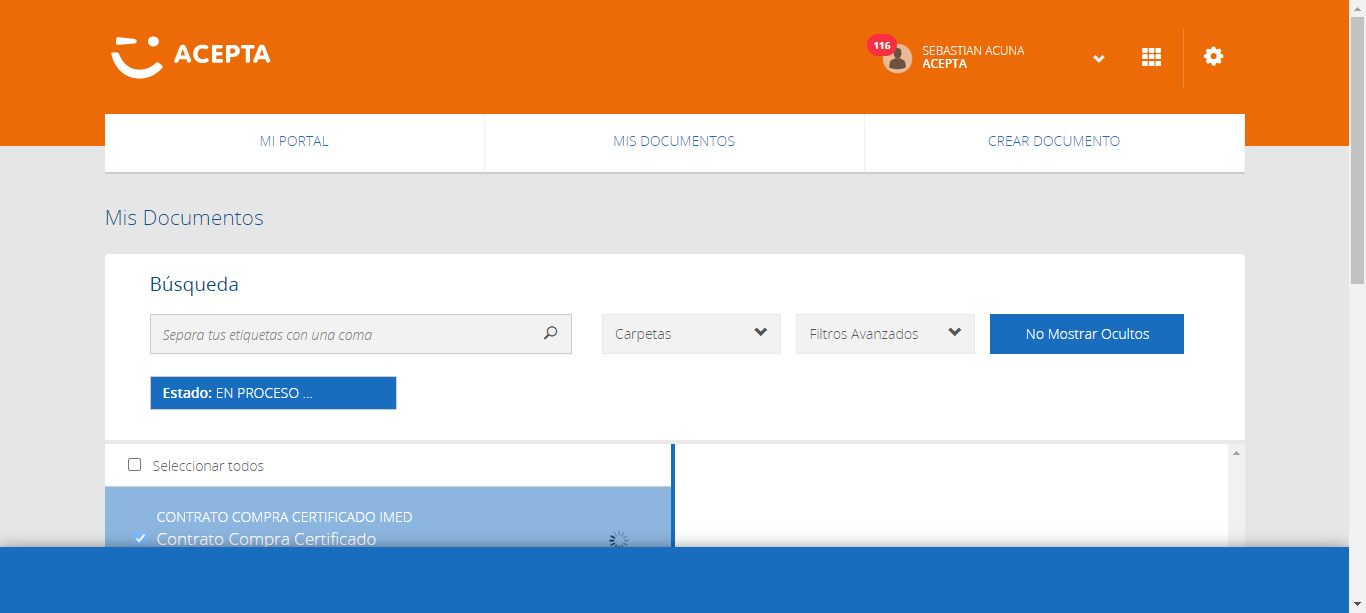 ACEPTA
116
SEBASTIAN ACUNA
ACEPTA
MI PORTAL
MIS DOCUMENTOS
CREAR DOCUMENTO
Mis Documentos
Búsqueda
Separa tus etiquetas con una coma
Carpetas
Filtros Avanzados
No Mostrar Ocultos
Estado: EN PROCESO ...
Seleccionar todos
CONTRATO COMPRA CERTIFICADO IMED
Contrato Compra Certificado